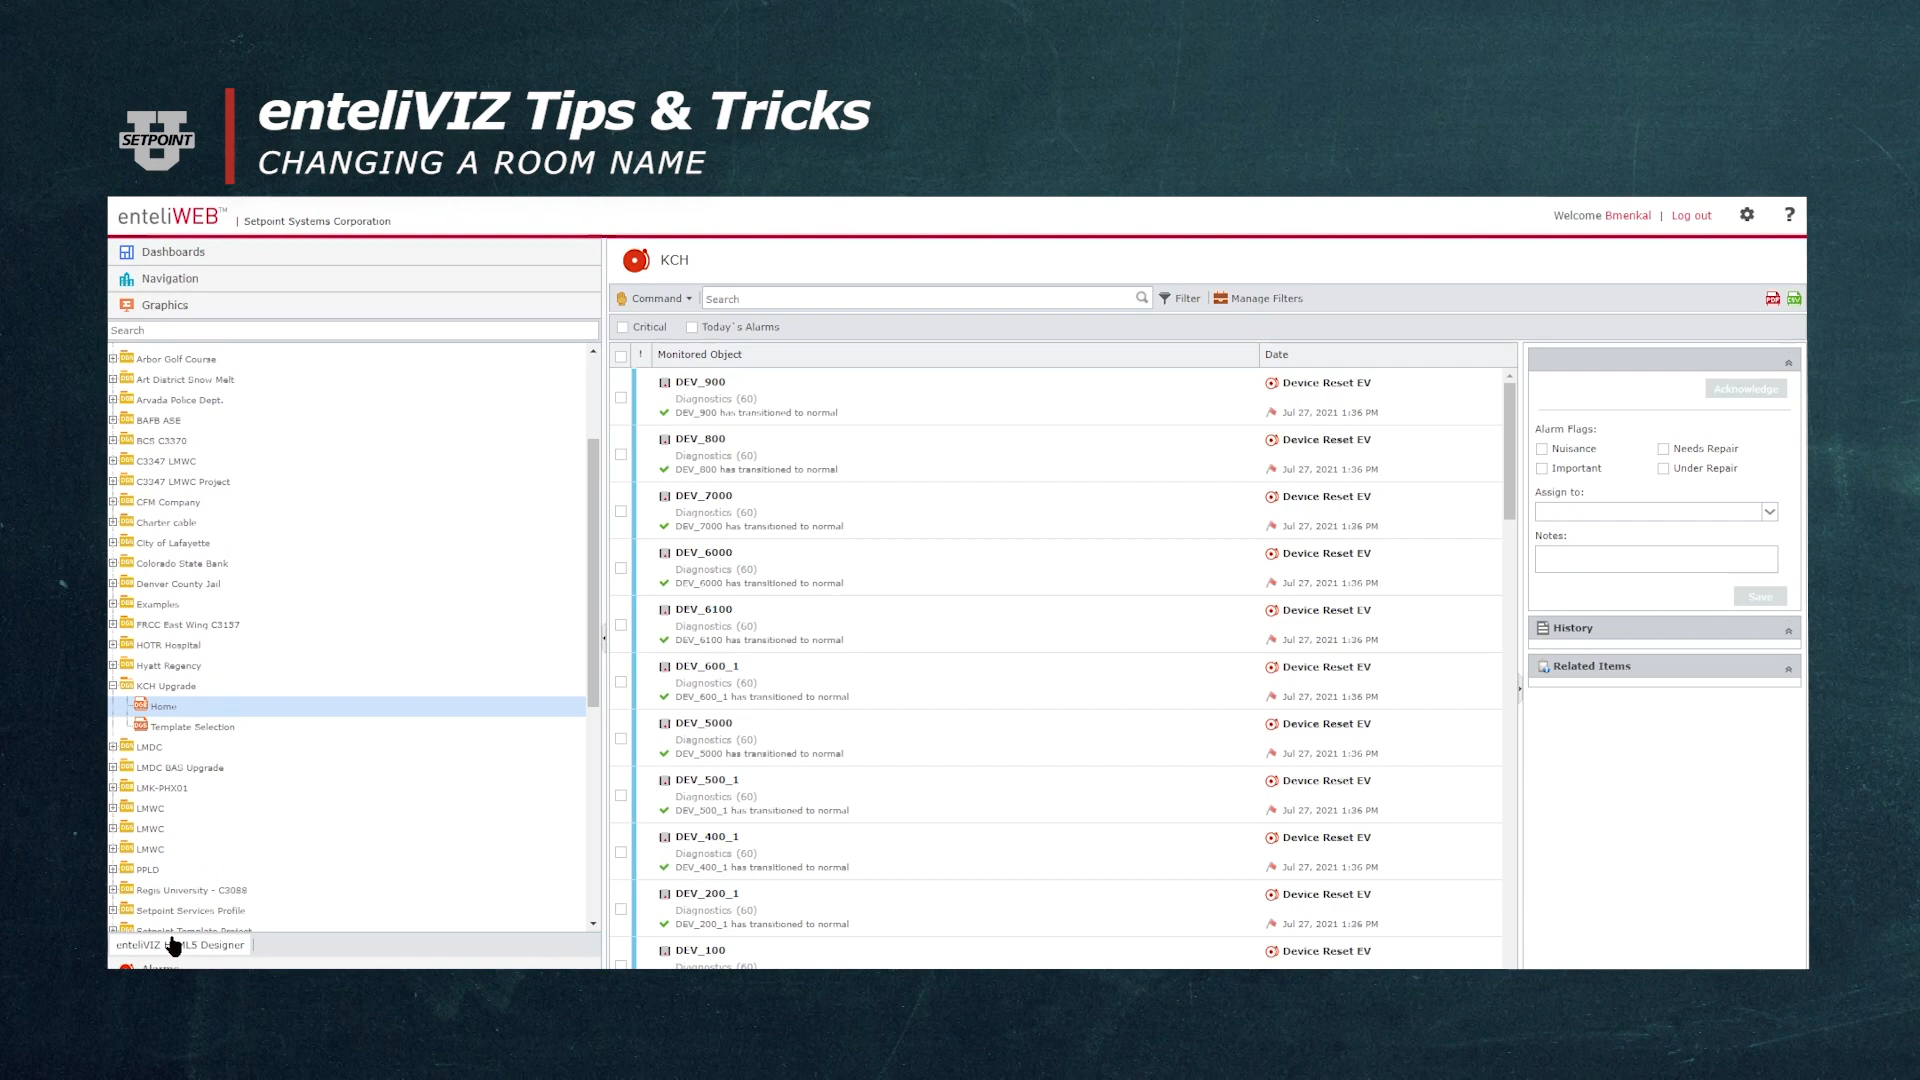 enteliVIZ Tips & Tricks
SETPOINT
CHANGING A ROOM NAME
enteliWEB™ | Setpoint Systems Corporation
Welcome Bmenkal | Log out ?
Dashboards
Navigation
Graphics
Search
Arbor Golf Course
Art District Snow Melt
Arvada Police Dept.
BAFB ASE
BCS C3370
C3347 LMWC
C3347 LMWC Project
CFM Company
Charter cable
City of Lafayette
Colorado State Bank
Denver County Jail
Examples
FRCC East Wing C3157
HOTR Hospital
Hyatt Regency
KCH Upgrade
Home
Template Selection
LMDC
LMDC BAS Upgrade
LMK-PHX01
LMWC
LMWC
LMWC
PPLD
Regis University - C3088
Setpoint Services Profile
Setpoint Template Project
enteliVIZ Designer
Alarms
KCH
Command Search Filter Manage Filters PDF CSV
Critical Today`s Alarms
! Monitored Object Date
DEV_900 Device Reset EV
Diagnostics (60)
DEV_900 has transitioned to normal Jul 27, 2021 1:36 PM
DEV_800 Device Reset EV
Diagnostics (60)
DEV_800 has transitioned to normal Jul 27, 2021 1:36 PM
DEV_7000 Device Reset EV
Diagnostics (60)
DEV_7000 has transitioned to normal Jul 27, 2021 1:36 PM
DEV_6000 Device Reset EV
Diagnostics (60)
DEV_6000 has transitioned to normal Jul 27, 2021 1:36 PM
DEV_6100 Device Reset EV
Diagnostics (60)
DEV_6100 has transitioned to normal Jul 27, 2021 1:36 PM
DEV_600_1 Device Reset EV
Diagnostics (60)
DEV_600_1 has transitioned to normal Jul 27, 2021 1:36 PM
DEV_5000 Device Reset EV
Diagnostics (60)
DEV_5000 has transitioned to normal Jul 27, 2021 1:36 PM
DEV_500_1 Device Reset EV
Diagnostics (60)
DEV_500_1 has transitioned to normal Jul 27, 2021 1:36 PM
DEV_400_1 Device Reset EV
Diagnostics (60)
DEV_400_1 has transitioned to normal Jul 27, 2021 1:36 PM
DEV_200_1 Device Reset EV
Diagnostics (60)
DEV_200_1 has transitioned to normal Jul 27, 2021 1:36 PM
DEV_100 Device Reset EV
Diagnostics (60)
Acknowledge
Alarm Flags:
Nuisance Needs Repair
Important Under Repair
Assign to:
Notes:
Save
History
Related Items